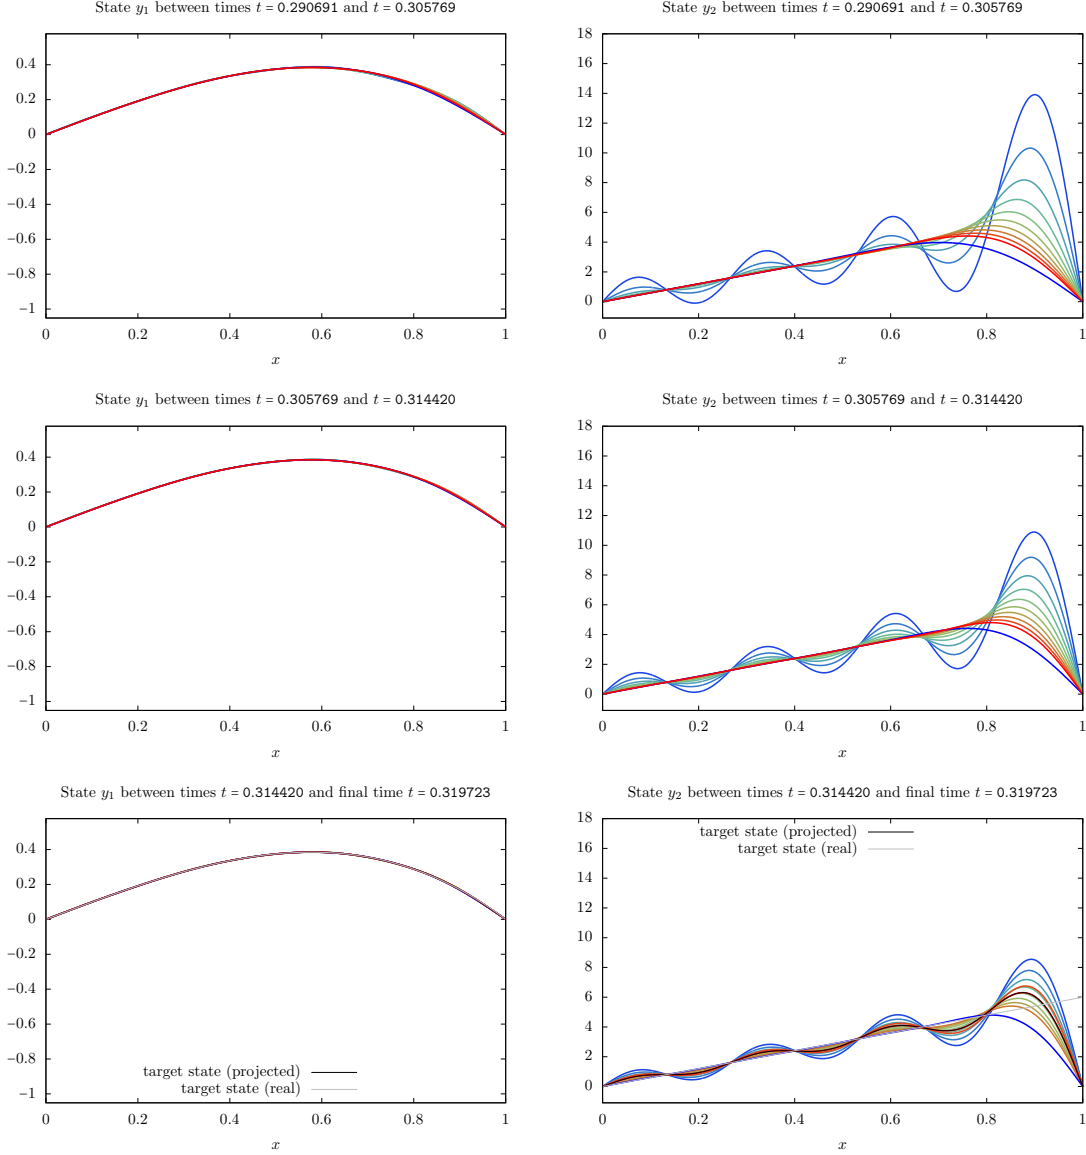 State y₁ between times t = 0.290691 and t = 0.305769
0.4
0.2
0
−0.2
−0.4
−0.6
−0.8
−1
0 0.2 0.4 0.6 0.8 1
x
State y₂ between times t = 0.290691 and t = 0.305769
18
16
14
12
10
8
6
4
2
0
0 0.2 0.4 0.6 0.8 1
x
State y₁ between times t = 0.305769 and t = 0.314420
0.4
0.2
0
−0.2
−0.4
−0.6
−0.8
−1
0 0.2 0.4 0.6 0.8 1
x
State y₂ between times t = 0.305769 and t = 0.314420
18
16
14
12
10
8
6
4
2
0
0 0.2 0.4 0.6 0.8 1
x
State y₁ between times t = 0.314420 and final time t = 0.319723
0.4
0.2
0
−0.2
−0.4
−0.6
−0.8
−1
target state (projected)
target state (real)
0 0.2 0.4 0.6 0.8 1
x
State y₂ between times t = 0.314420 and final time t = 0.319723
target state (projected)
target state (real)
18
16
14
12
10
8
6
4
2
0
0 0.2 0.4 0.6 0.8 1
x